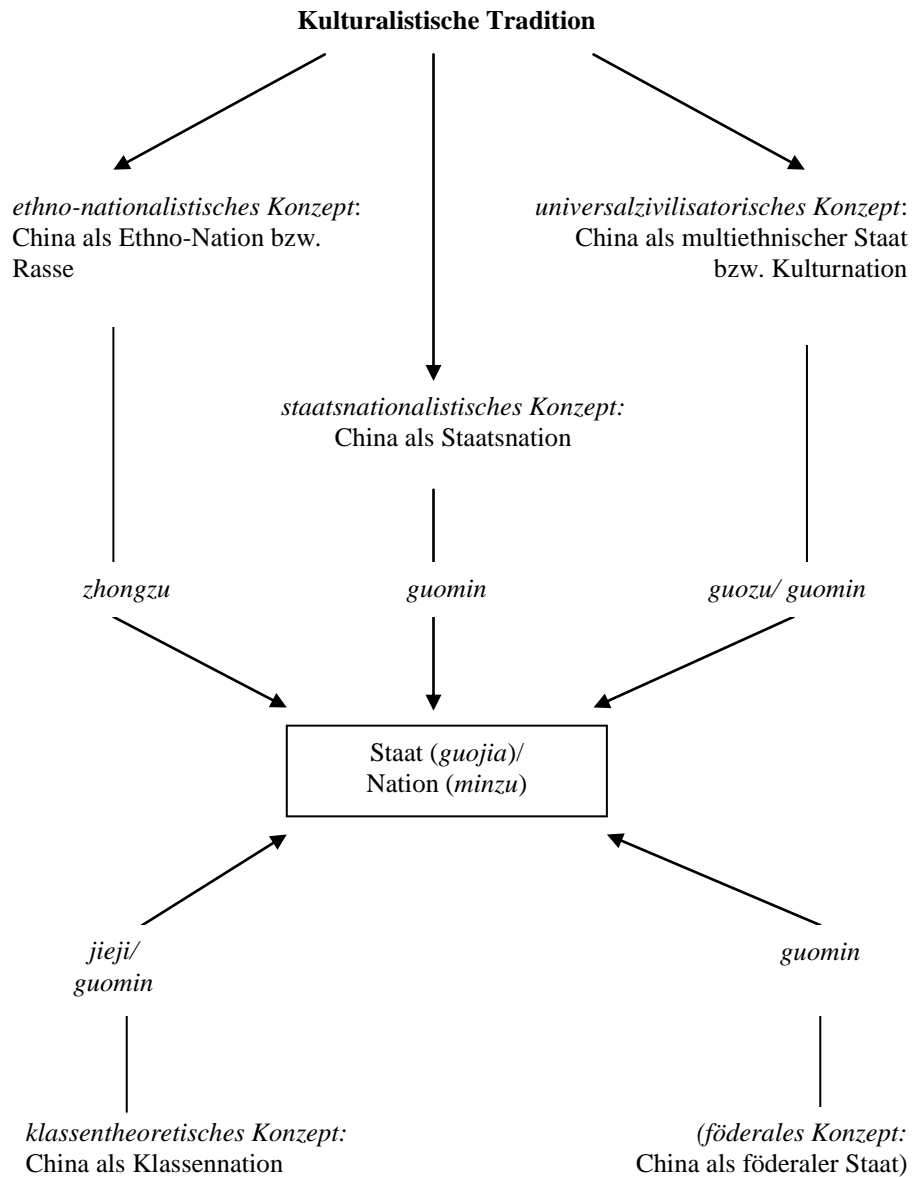 Kulturalistische Tradition
ethno-nationalistisches Konzept:
China als Ethno-Nation bzw.
Rasse
universalzivilisatorisches Konzept:
China als multiethnischer Staat
bzw. Kulturnation
staatsnationalistisches Konzept:
China als Staatsnation
zhongzu
guomin
guozu/ guomin
Staat (guojia)/
Nation (minzu)
jieji/
guomin
guomin
klassentheoretisches Konzept:
China als Klassennation
(föderales Konzept:
China als föderaler Staat)